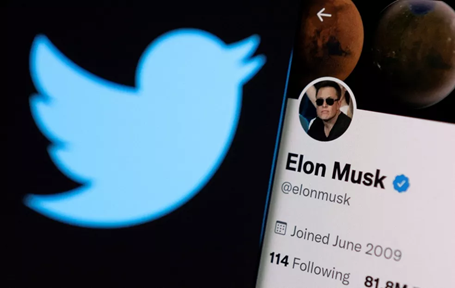 Elon Musk
@elonmusk
Joined June 2009
114 Following 81.8M